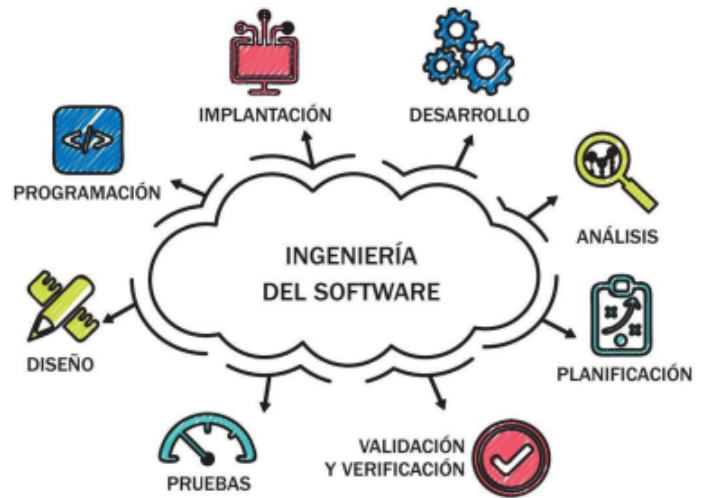 IMPLANTACIÓN
DESARROLLO
PROGRAMACIÓN
ANÁLISIS
INGENIERÍA
DEL SOFTWARE
DISEÑO
PLANIFICACIÓN
PRUEBAS
VALIDACIÓN
Y VERIFICACIÓN